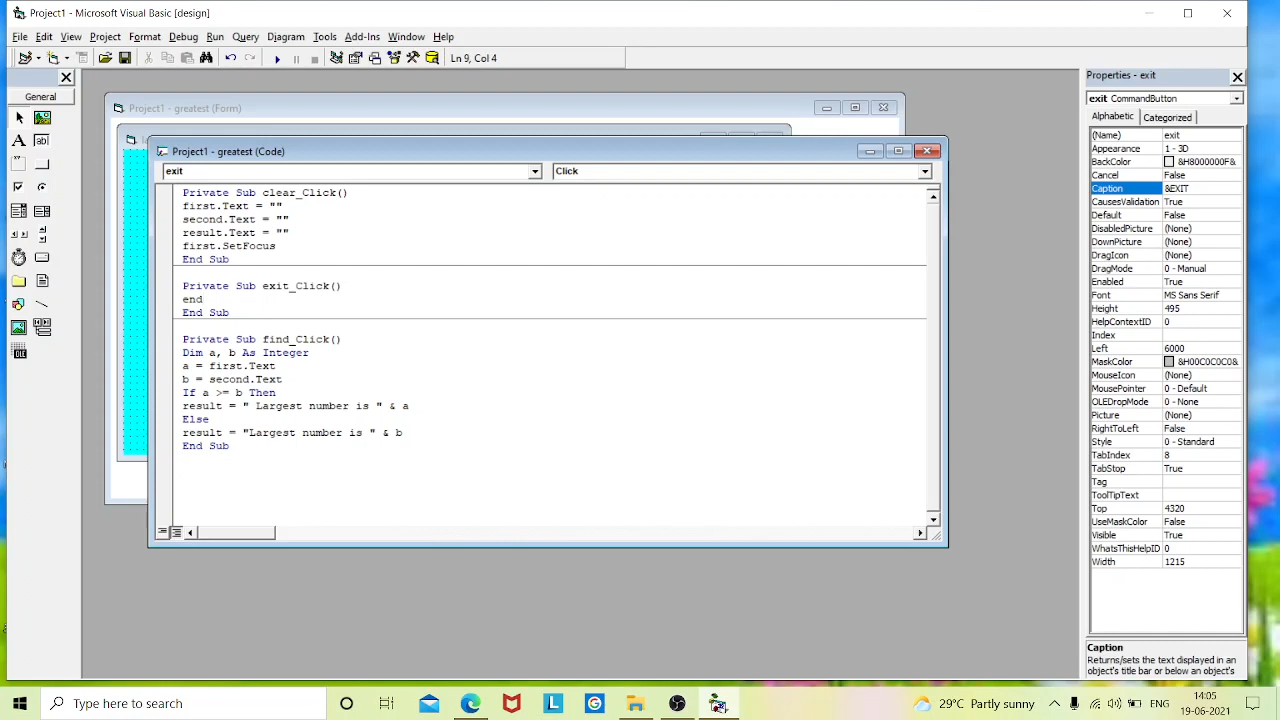 Project1 - Microsoft Visual Basic [design]
File Edit View Project Format Debug Run Query Diagram Tools Add-Ins Window Help
Ln 9, Col 4
General
Project1 - greatest (Form)
Project1 - greatest (Code)
exit
Click
Private Sub clear_Click()
first.Text = ""
second.Text = ""
result.Text = ""
first.SetFocus
End Sub
Private Sub exit_Click()
end
End Sub
Private Sub find_Click()
Dim a, b As Integer
a = first.Text
b = second.Text
If a >= b Then
result = " Largest number is " & a
Else
result = "Largest number is " & b
End Sub
Properties - exit
exit CommandButton
Alphabetic Categorized
(Name) exit
Appearance 1 - 3D
BackColor &H8000000F&
Cancel False
Caption &EXIT
CausesValidation True
Default False
DisabledPicture (None)
DownPicture (None)
DragIcon (None)
DragMode 0 - Manual
Enabled True
Font MS Sans Serif
Height 495
HelpContextID 0
Index
Left 6000
MaskColor &H00C0C0C0&
MouseIcon (None)
MousePointer 0 - Default
OLEDropMode 0 - None
Picture (None)
RightToLeft False
Style 0 - Standard
TabIndex 8
TabStop True
Tag
ToolTipText
Top 4320
UseMaskColor False
Visible True
WhatsThisHelpID 0
Width 1215
Caption
Returns/sets the text displayed in an
object's title bar or below an object's
Type here to search
29°C Partly sunny
ENG
14:05
19-06-2021